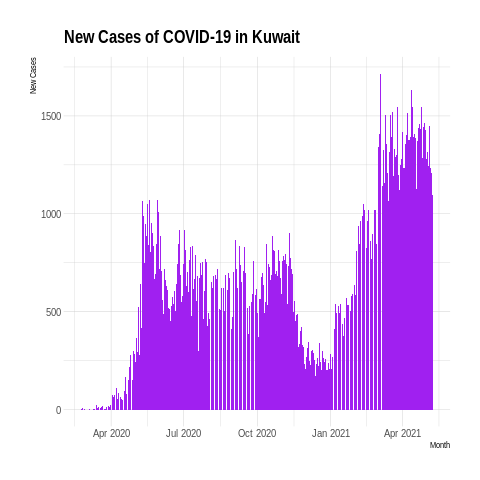 New Cases of COVID-19 in Kuwait
New Cases
1500
1000
500
0
Apr 2020 Jul 2020 Oct 2020 Jan 2021 Apr 2021
Month